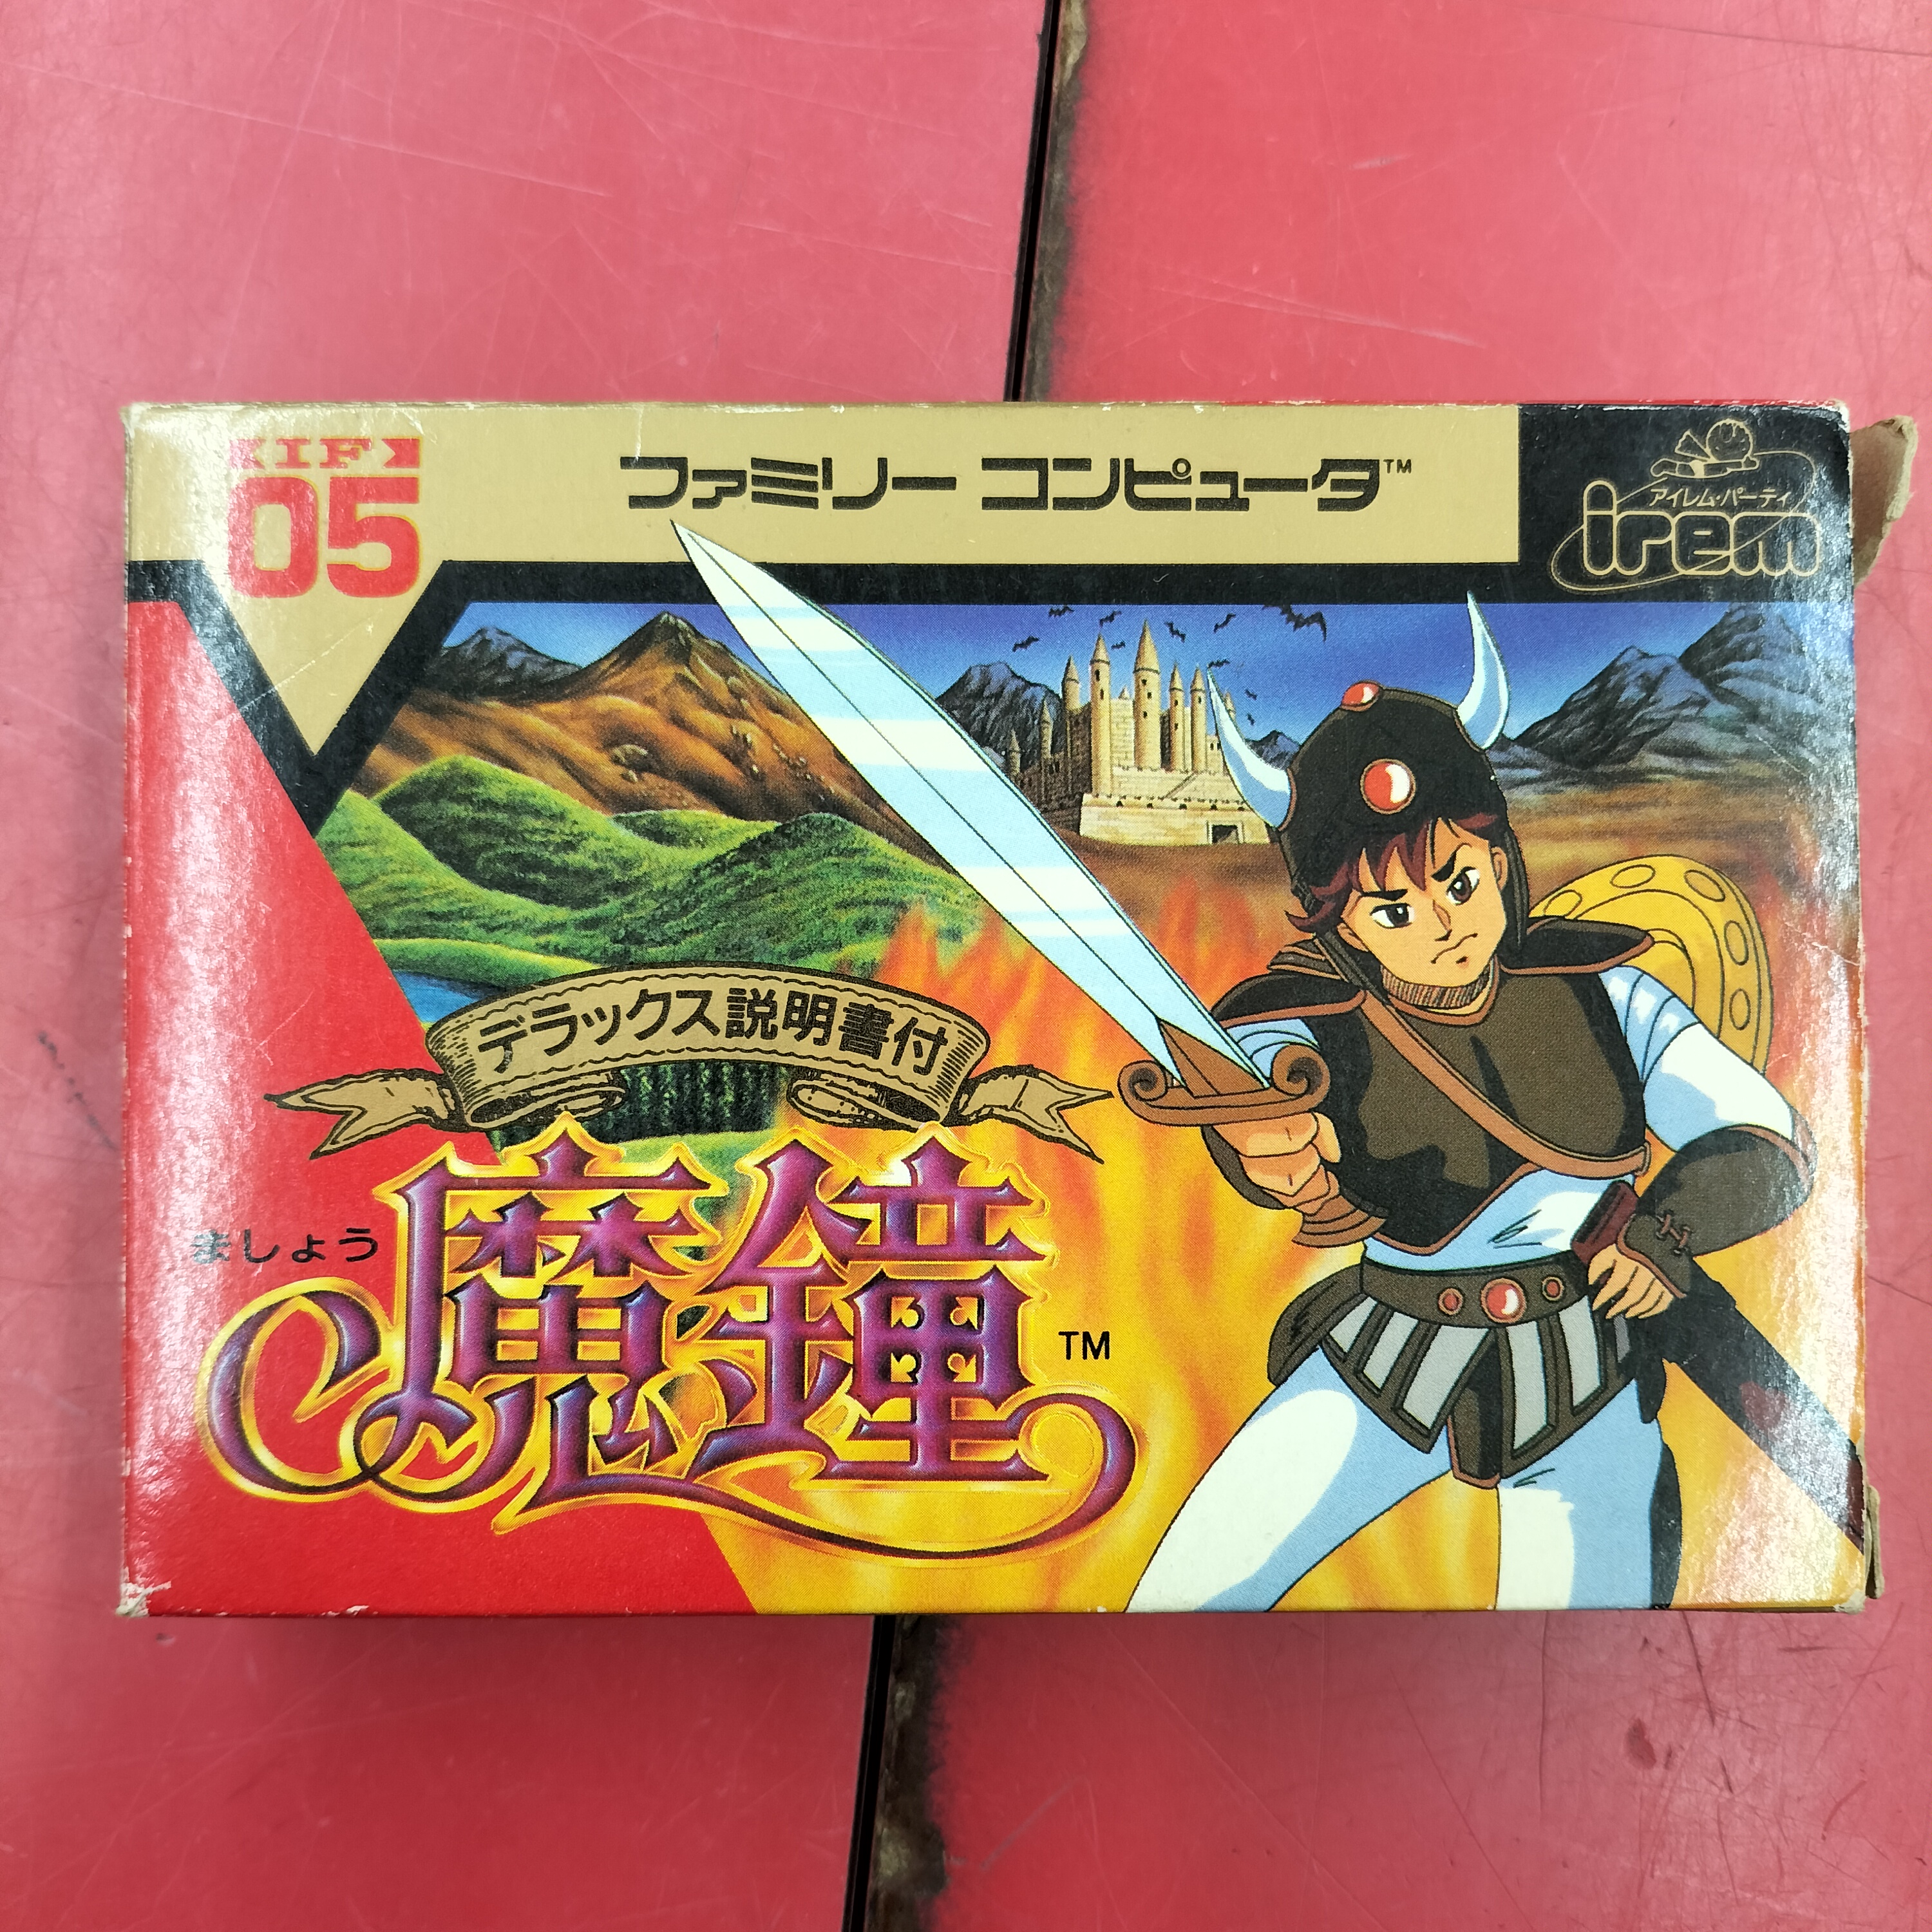 IF
05
ファミリー コンピュータ™
アイレム・パーティ
irem
デラックス説明書付
ましょう
魔鐘
TM